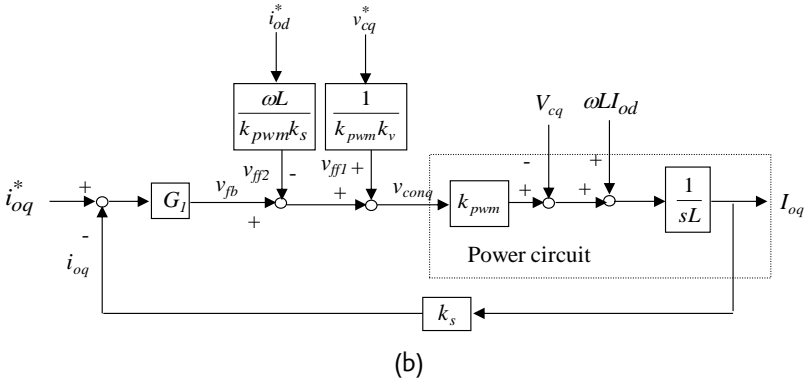 i*od v*cq
ωL / kpwmks 1 / kpwmkv Vcq ωLIod
vff2 - vff1 + - +
i*oq + G1 vfb + + vconq kpwm + + 1 / sL Ioq
-
ioq Power circuit
ks
(b)